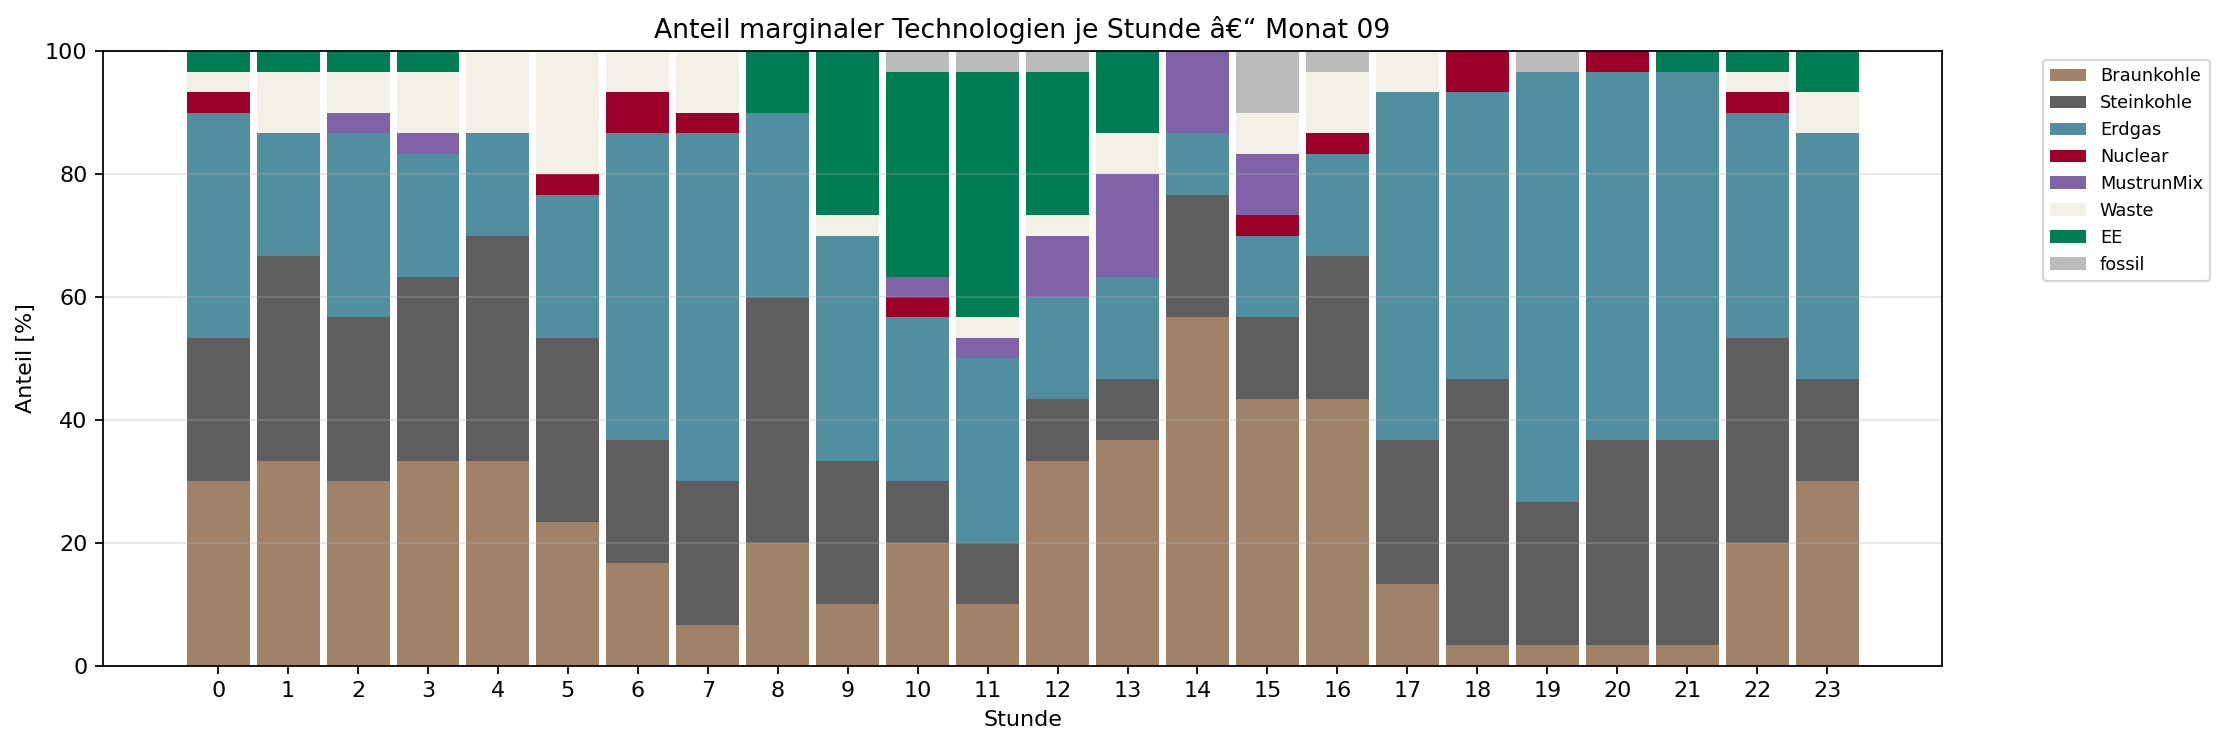 Anteil marginaler Technologien je Stunde â€“ Monat 09
100
80
60
40
20
0
Anteil [%]
0 1 2 3 4 5 6 7 8 9 10 11 12 13 14 15 16 17 18 19 20 21 22 23
Stunde
Braunkohle
Steinkohle
Erdgas
Nuclear
MustrunMix
Waste
EE
fossil